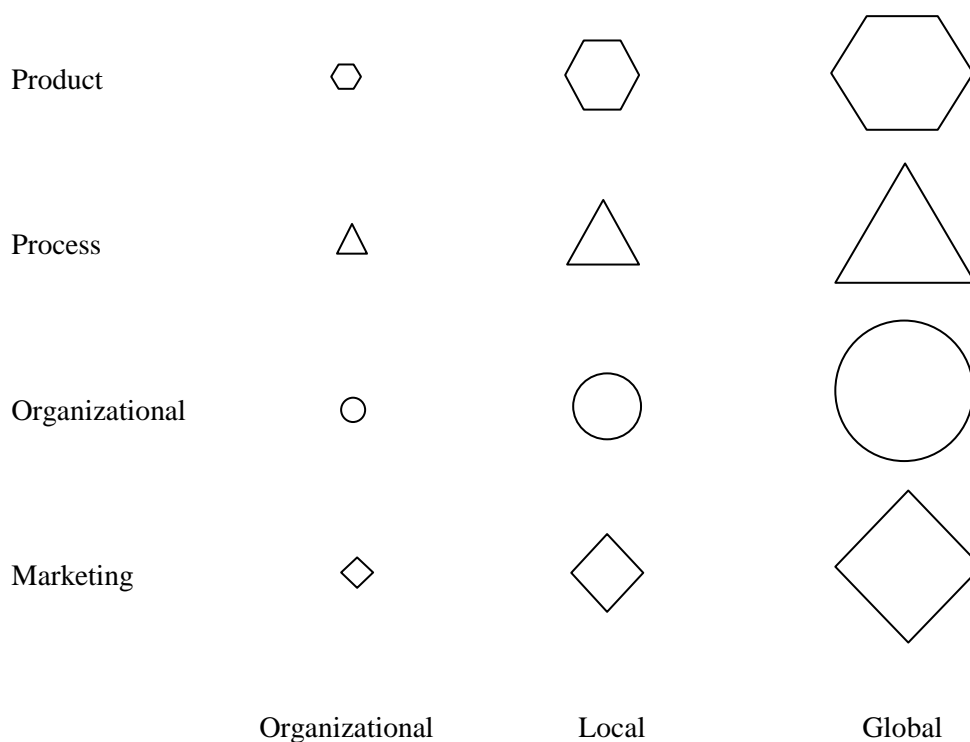 Product
Process
Organizational
Marketing
Organizational Local Global